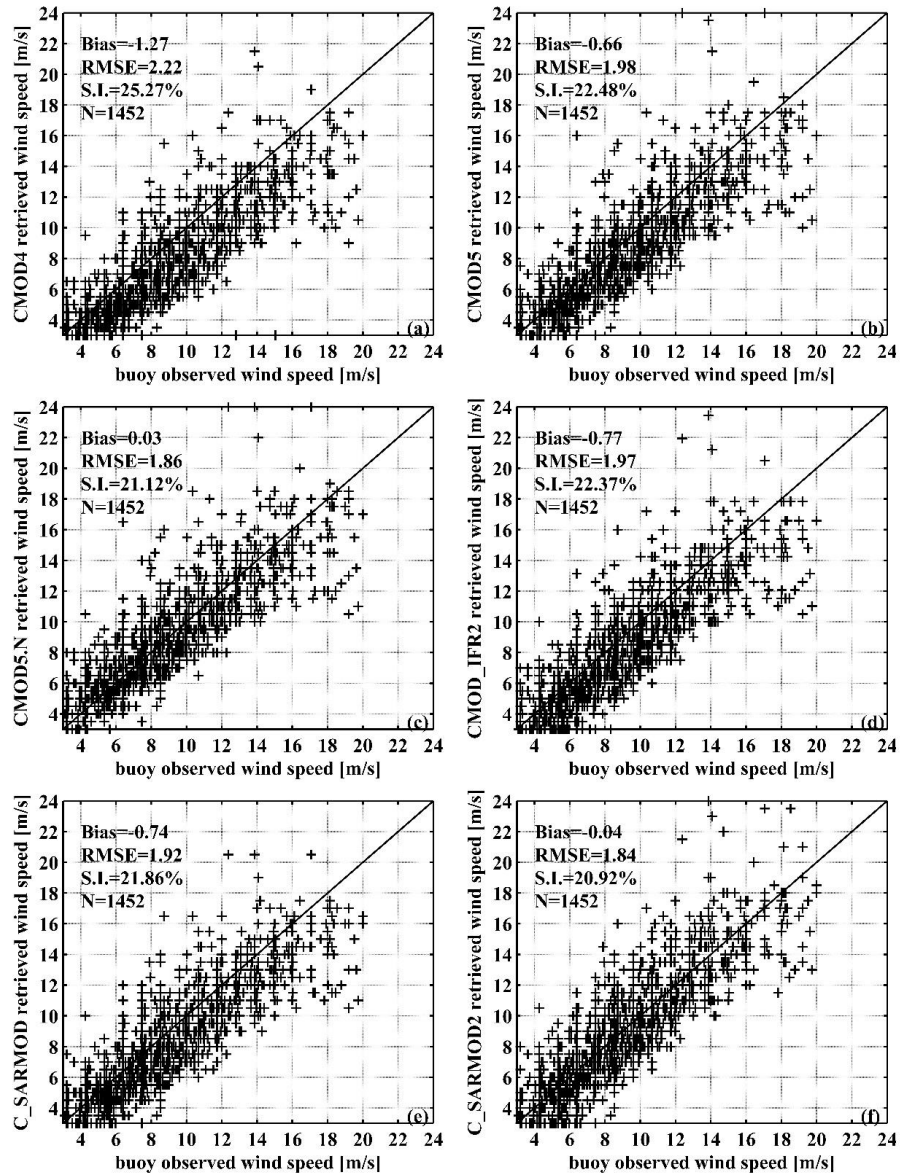 CMOD4 retrieved wind speed [m/s]
24
22
20
18
16
14
12
10
8
6
4
Bias=-1.27
RMSE=2.22
S.I.=25.27%
N=1452
(a)
4 6 8 10 12 14 16 18 20 22 24
buoy observed wind speed [m/s]
CMOD5 retrieved wind speed [m/s]
24
22
20
18
16
14
12
10
8
6
4
Bias=-0.66
RMSE=1.98
S.I.=22.48%
N=1452
(b)
4 6 8 10 12 14 16 18 20 22 24
buoy observed wind speed [m/s]
CMOD5.N retrieved wind speed [m/s]
24
22
20
18
16
14
12
10
8
6
4
Bias=0.03
RMSE=1.86
S.I.=21.12%
N=1452
(c)
4 6 8 10 12 14 16 18 20 22 24
buoy observed wind speed [m/s]
CMOD_IFR2 retrieved wind speed [m/s]
24
22
20
18
16
14
12
10
8
6
4
Bias=-0.77
RMSE=1.97
S.I.=22.37%
N=1452
(d)
4 6 8 10 12 14 16 18 20 22 24
buoy observed wind speed [m/s]
C_SARMOD retrieved wind speed [m/s]
24
22
20
18
16
14
12
10
8
6
4
Bias=-0.74
RMSE=1.92
S.I.=21.86%
N=1452
(e)
4 6 8 10 12 14 16 18 20 22 24
buoy observed wind speed [m/s]
C_SARMOD2 retrieved wind speed [m/s]
24
22
20
18
16
14
12
10
8
6
4
Bias=-0.04
RMSE=1.84
S.I.=20.92%
N=1452
(f)
4 6 8 10 12 14 16 18 20 22 24
buoy observed wind speed [m/s]